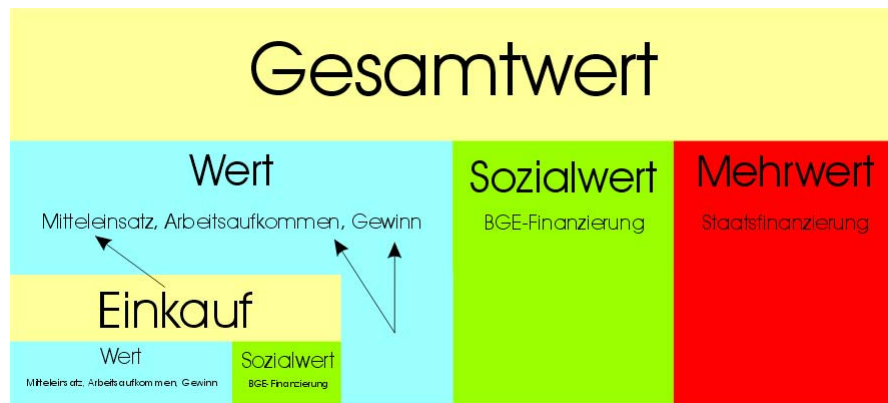 Gesamtwert
Wert
Mitteleinsatz, Arbeitsaufkommen, Gewinn
Sozialwert
BGE-Finanzierung
Mehrwert
Staatsfinanzierung
Einkauf
Wert
Mitteleinsatz, Arbeitsaufkommen, Gewinn
Sozialwert
BGE-Finanzierung